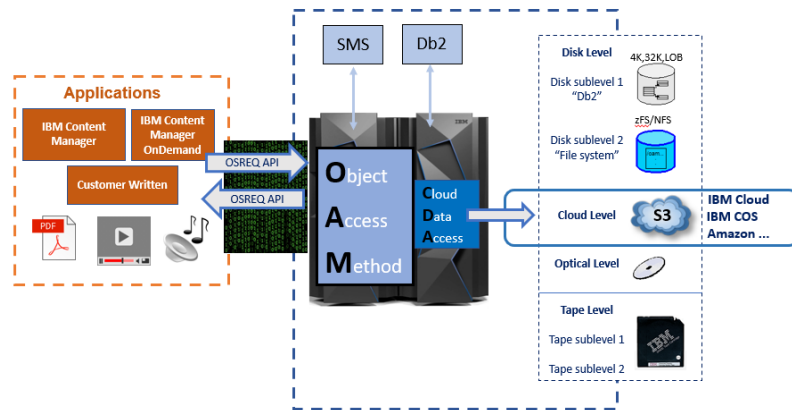 SMS
Db2
Applications
IBM Content
Manager
IBM Content
Manager
OnDemand
Customer Written
PDF
OSREQ API
OSREQ API
IBM
Object
Access
Method
Cloud
Data
Access
Disk Level
4K,32K,LOB
Disk sublevel 1
“Db2”
zFS/NFS
Disk sublevel 2
“File system”
Cloud Level
S3
IBM Cloud
IBM COS
Amazon ...
Optical Level
Tape Level
Tape sublevel 1
Tape sublevel 2
IBM